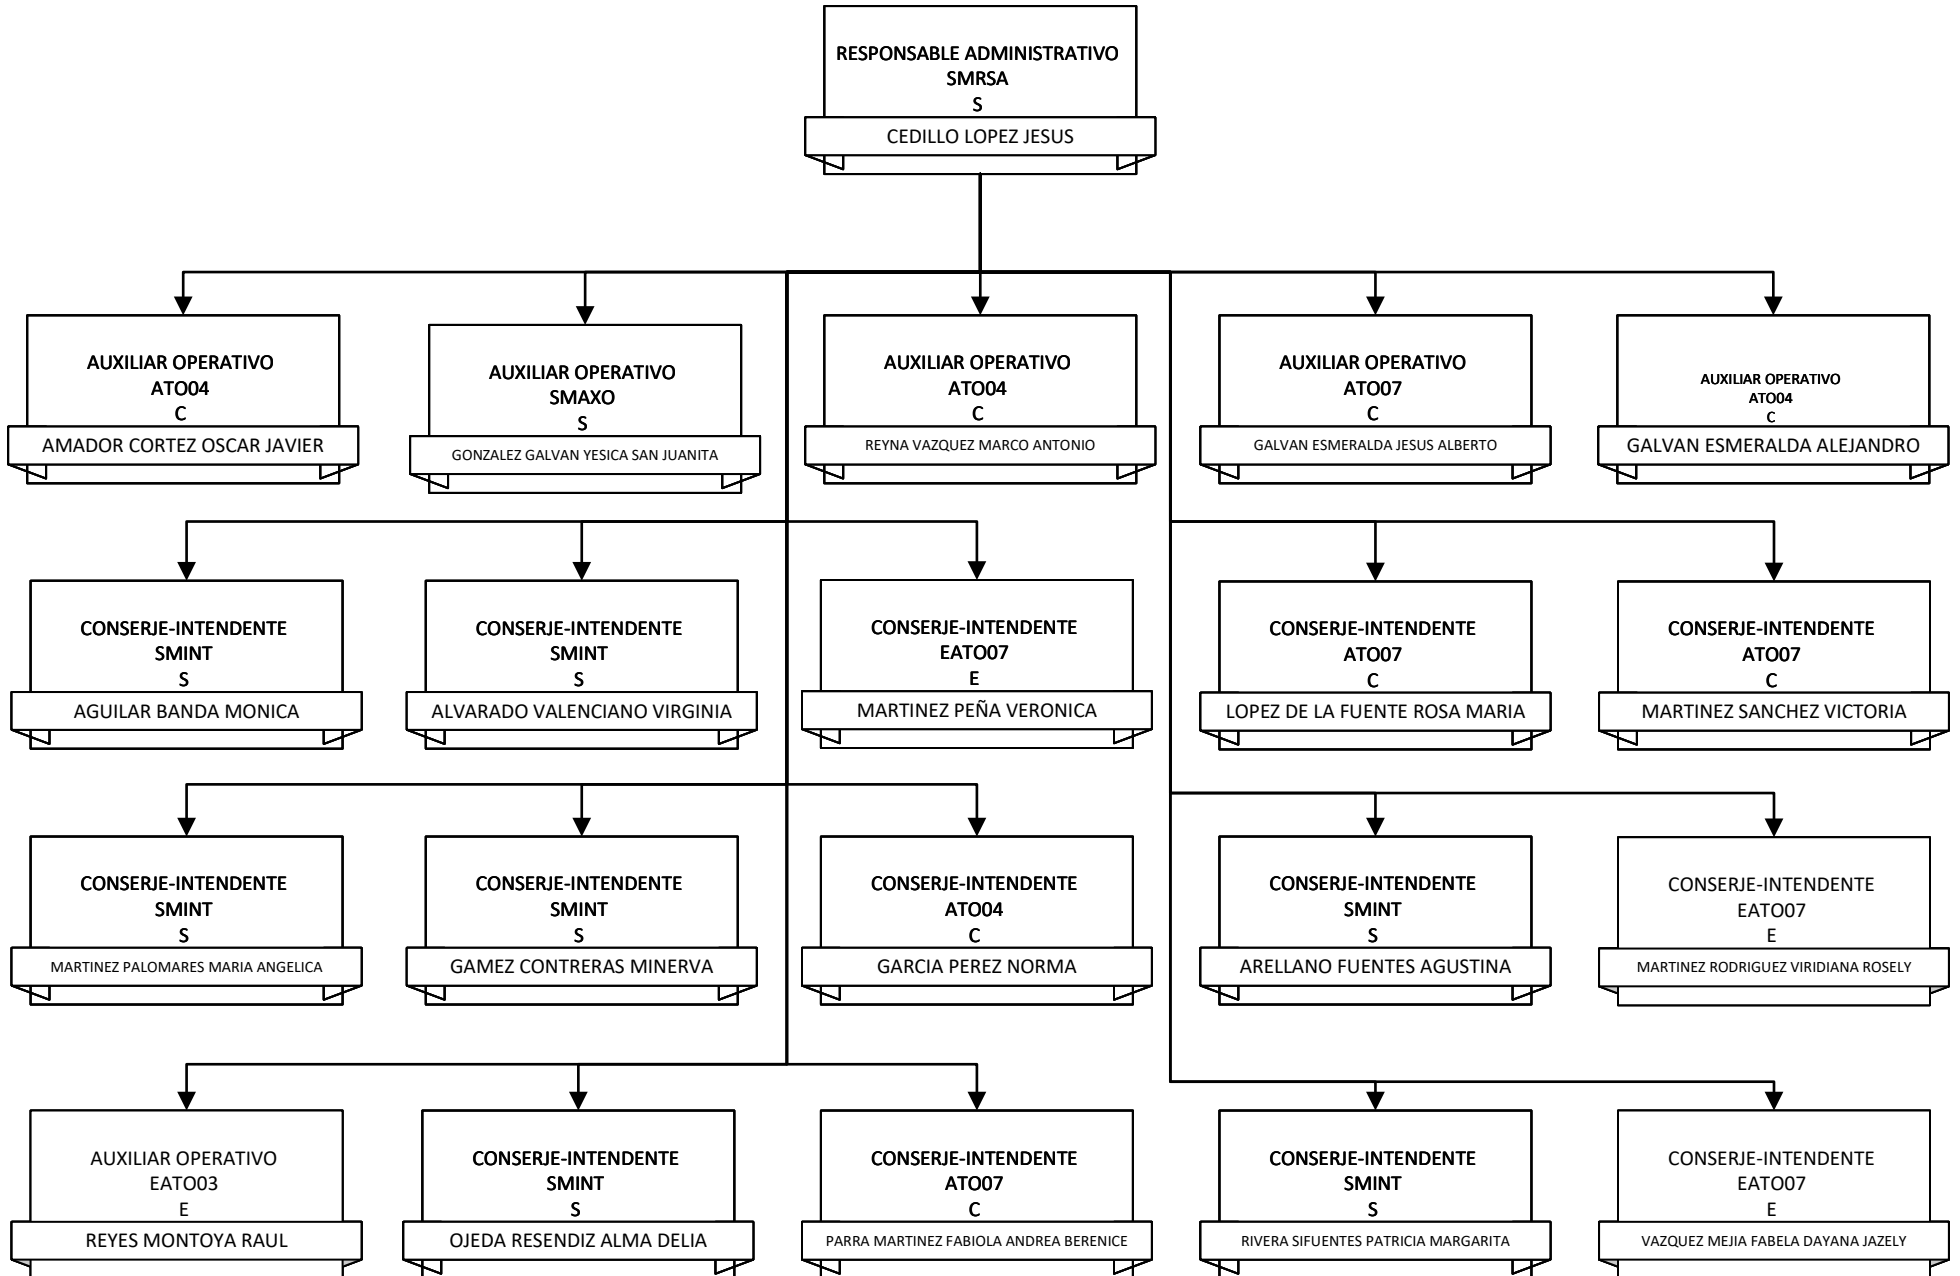 RESPONSABLE ADMINISTRATIVO
SMRSA
S
CEDILLO LOPEZ JESUS
AUXILIAR OPERATIVO
ATO04
C
AMADOR CORTEZ OSCAR JAVIER
AUXILIAR OPERATIVO
SMAXO
S
GONZALEZ GALVAN YESICA SAN JUANITA
AUXILIAR OPERATIVO
ATO04
C
REYNA VAZQUEZ MARCO ANTONIO
AUXILIAR OPERATIVO
ATO07
C
GALVAN ESMERALDA JESUS ALBERTO
AUXILIAR OPERATIVO
ATO04
C
GALVAN ESMERALDA ALEJANDRO
CONSERJE-INTENDENTE
SMINT
S
AGUILAR BANDA MONICA
CONSERJE-INTENDENTE
SMINT
S
ALVARADO VALENCIANO VIRGINIA
CONSERJE-INTENDENTE
EATO07
E
MARTINEZ PEÑA VERONICA
CONSERJE-INTENDENTE
ATO07
C
LOPEZ DE LA FUENTE ROSA MARIA
CONSERJE-INTENDENTE
ATO07
C
MARTINEZ SANCHEZ VICTORIA
CONSERJE-INTENDENTE
SMINT
S
MARTINEZ PALOMARES MARIA ANGELICA
CONSERJE-INTENDENTE
SMINT
S
GAMEZ CONTRERAS MINERVA
CONSERJE-INTENDENTE
ATO04
C
GARCIA PEREZ NORMA
CONSERJE-INTENDENTE
SMINT
S
ARELLANO FUENTES AGUSTINA
CONSERJE-INTENDENTE
EATO07
E
MARTINEZ RODRIGUEZ VIRIDIANA ROSELY
AUXILIAR OPERATIVO
EATO03
E
REYES MONTOYA RAUL
CONSERJE-INTENDENTE
SMINT
S
OJEDA RESENDIZ ALMA DELIA
CONSERJE-INTENDENTE
ATO07
C
PARRA MARTINEZ FABIOLA ANDREA BERENICE
CONSERJE-INTENDENTE
SMINT
S
RIVERA SIFUENTES PATRICIA MARGARITA
CONSERJE-INTENDENTE
EATO07
E
VAZQUEZ MEJIA FABELA DAYANA JAZELY